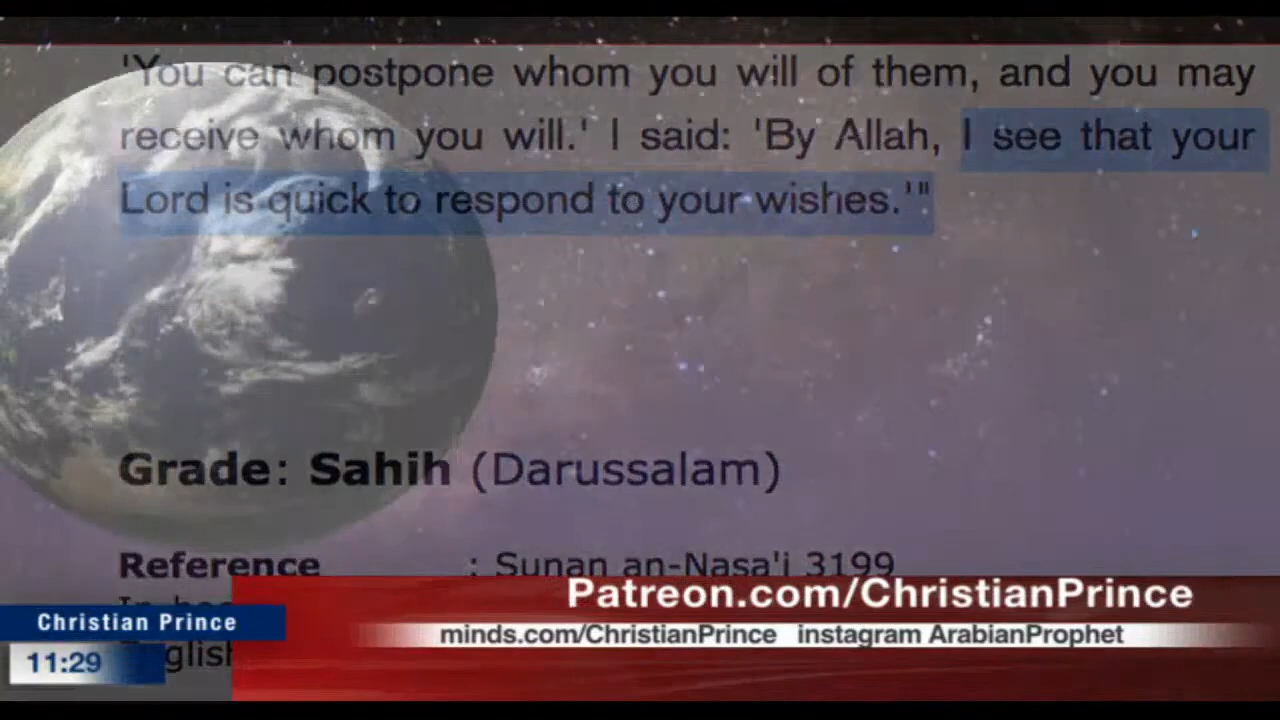 'You can postpone whom you will of them, and you may
receive whom you will.' I said: 'By Allah, I see that your
Lord is quick to respond to your wishes.'"
Grade: Sahih (Darussalam)
Reference : Sunan an-Nasa'i 3199
Patreon.com/ChristianPrince
Christian Prince
minds.com/ChristianPrince instagram ArabianProphet
11:29